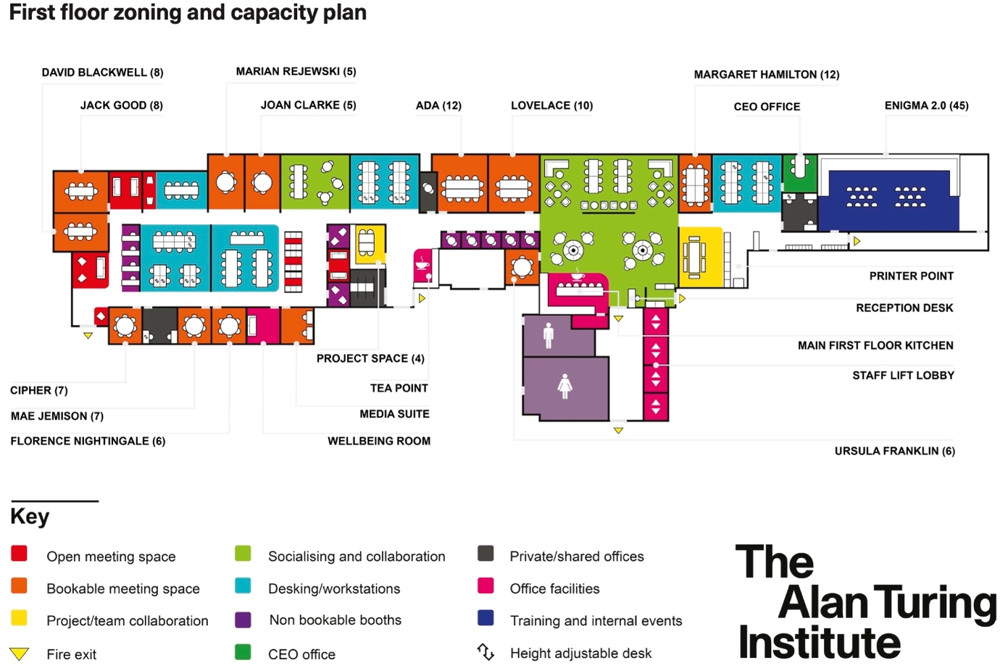 First floor zoning and capacity plan
DAVID BLACKWELL (8)
MARIAN REJEWSKI (5)
MARGARET HAMILTON (12)
JACK GOOD (8)
JOAN CLARKE (5)
ADA (12)
LOVELACE (10)
CEO OFFICE
ENIGMA 2.0 (45)
PRINTER POINT
RECEPTION DESK
MAIN FIRST FLOOR KITCHEN
STAFF LIFT LOBBY
PROJECT SPACE (4)
TEA POINT
MEDIA SUITE
WELLBEING ROOM
CIPHER (7)
MAE JEMISON (7)
FLORENCE NIGHTINGALE (6)
URSULA FRANKLIN (6)
Key
Open meeting space
Bookable meeting space
Project/team collaboration
Fire exit
Socialising and collaboration
Desking/workstations
Non bookable booths
CEO office
Private/shared offices
Office facilities
Training and internal events
Height adjustable desk
The
Alan Turing
Institute